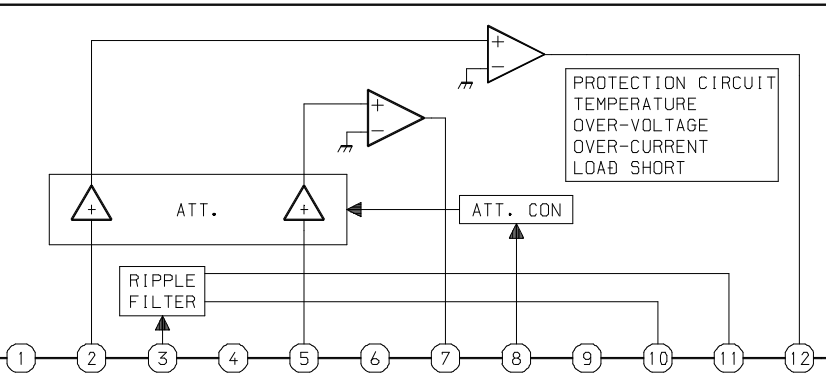 +
−
PROTECTION CIRCUIT
TEMPERATURE
OVER-VOLTAGE
OVER-CURRENT
LOAD SHORT
+
−
+
ATT.
+
ATT. CON
RIPPLE
FILTER
1 2 3 4 5 6 7 8 9 10 11 12